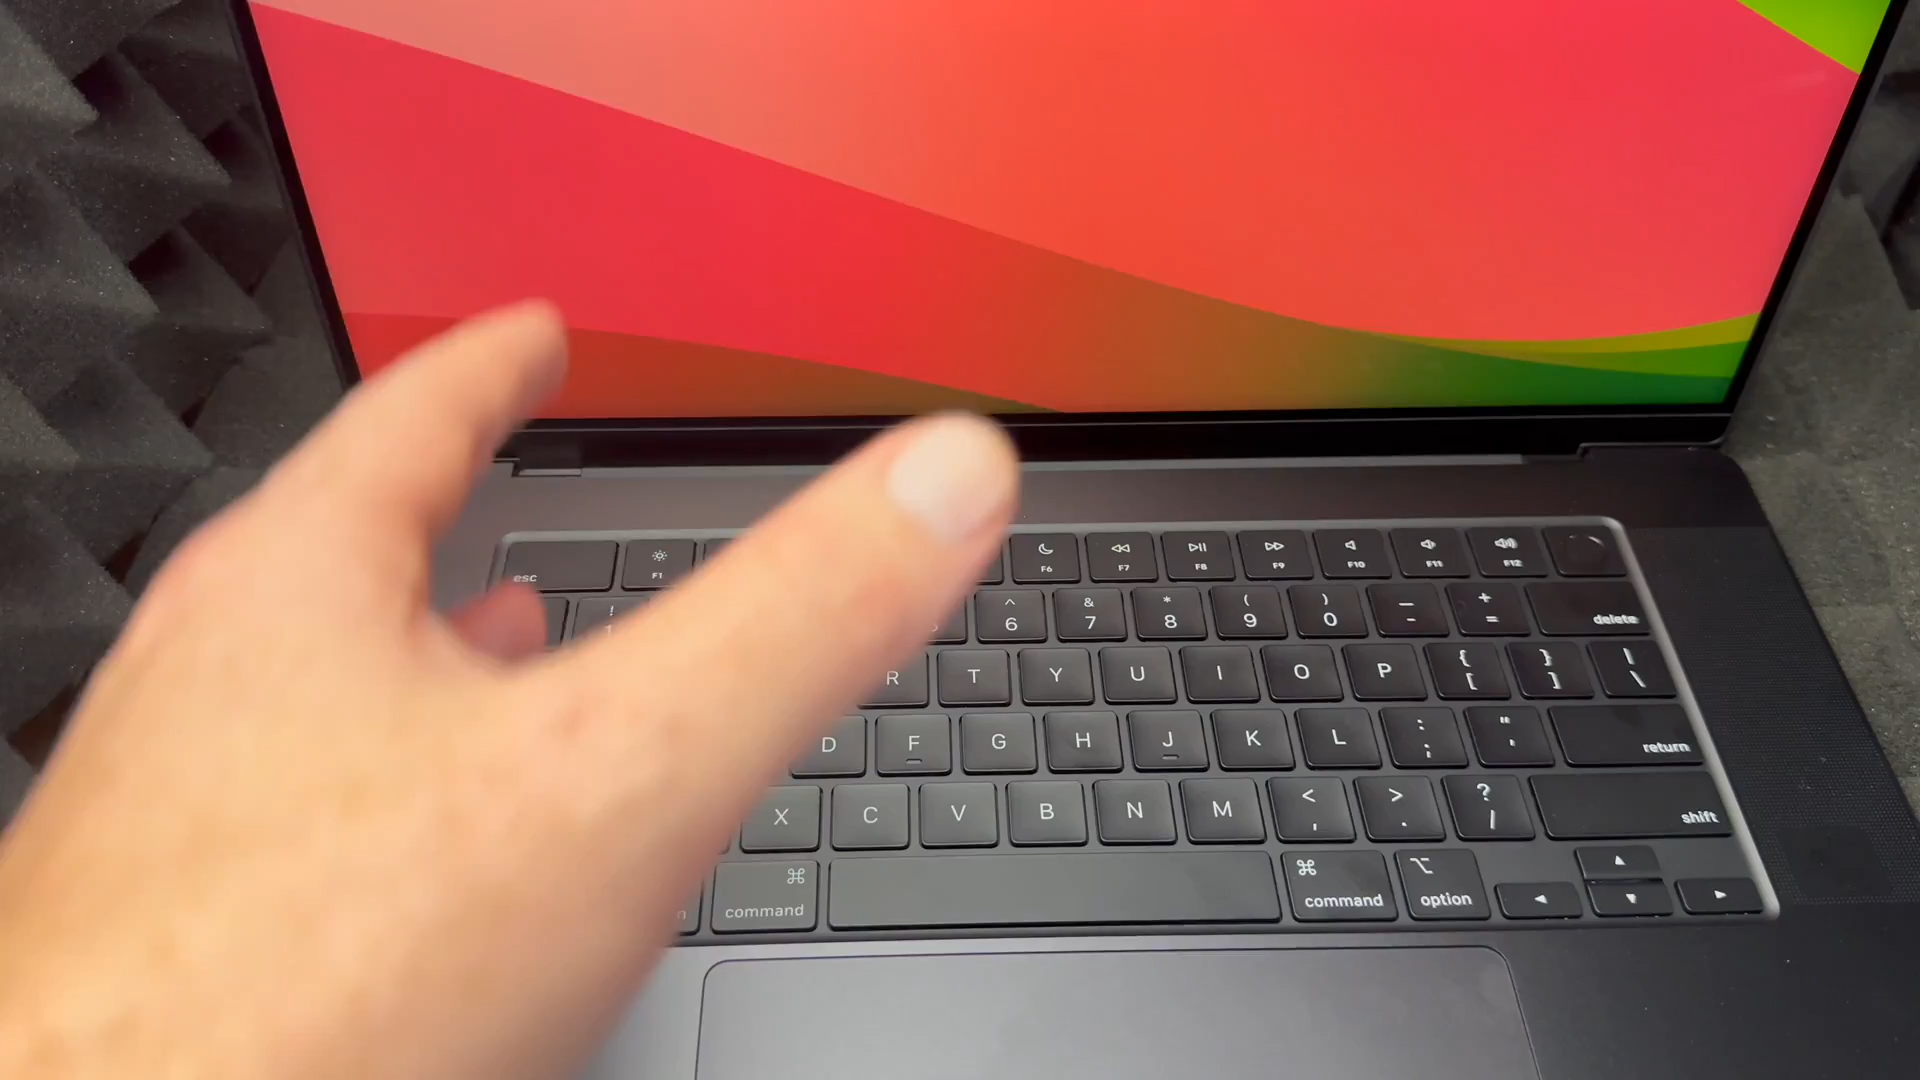 esc F1 F6 F7 F8 F9 F10 F11 F12
! ^ & * ( ) — +
6 7 8 9 0 - = delete
R T Y U I O P { [ } ] | \
D F G H J K L : ; " ' return
X C V B N M < , > . ? / shift
⌘ command ⌘ command ⌥ option
◀ ▲ ▼ ▶